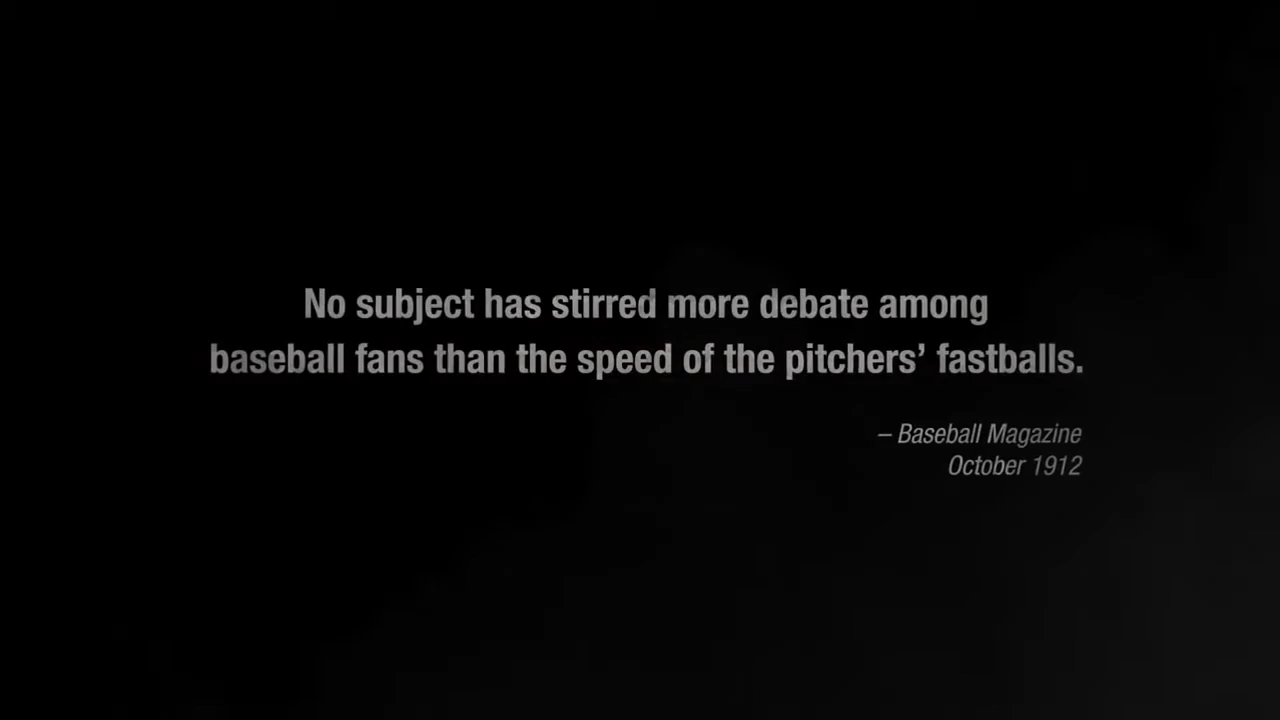 No subject has stirred more debate among
baseball fans than the speed of the pitchers’ fastballs.
– Baseball Magazine
October 1912